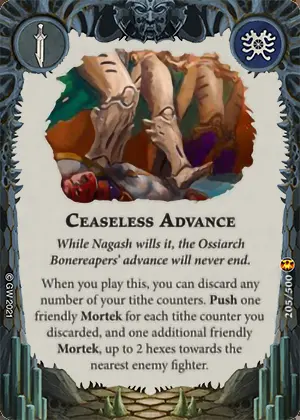 CEASELESS ADVANCE
While Nagash wills it, the Ossiarch
Bonereapers' advance will never end.
When you play this, you can discard any
number of tithe counters. Push one
friendly Mortek for each tithe counter you
discarded, and one additional friendly
Mortek, up to 2 hexes towards the
nearest enemy fighter.
© GW 2021
205/500